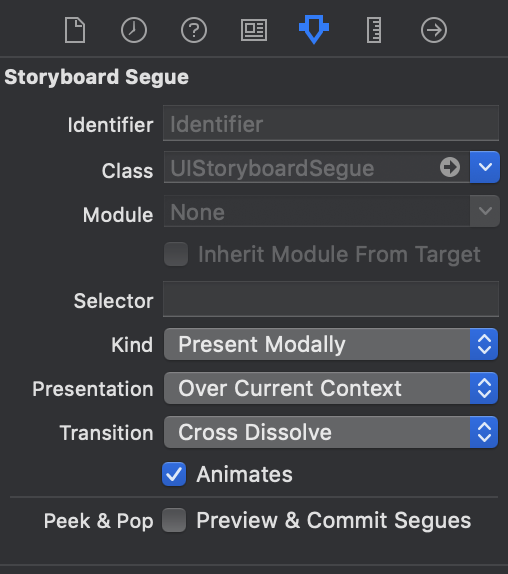 Storyboard Segue
Identifier Identifier
Class UIStoryboardSegue
Module None
Inherit Module From Target
Selector
Kind Present Modally
Presentation Over Current Context
Transition Cross Dissolve
Animates
Peek & Pop Preview & Commit Segues